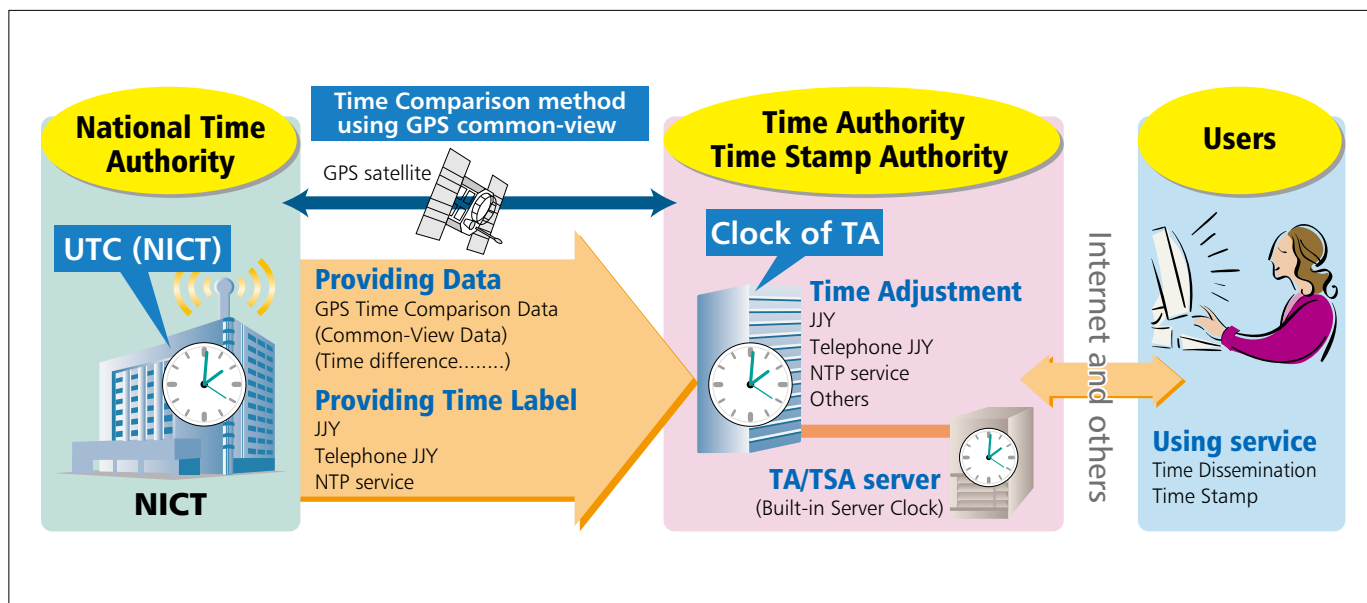 National Time
Authority
UTC (NICT)
NICT
Time Comparison method
using GPS common-view
GPS satellite
Providing Data
GPS Time Comparison Data
(Common-View Data)
(Time difference........)
Providing Time Label
JJY
Telephone JJY
NTP service
Time Authority
Time Stamp Authority
Clock of TA
Time Adjustment
JJY
Telephone JJY
NTP service
Others
TA/TSA server
(Built-in Server Clock)
Internet and others
Users
Using service
Time Dissemination
Time Stamp